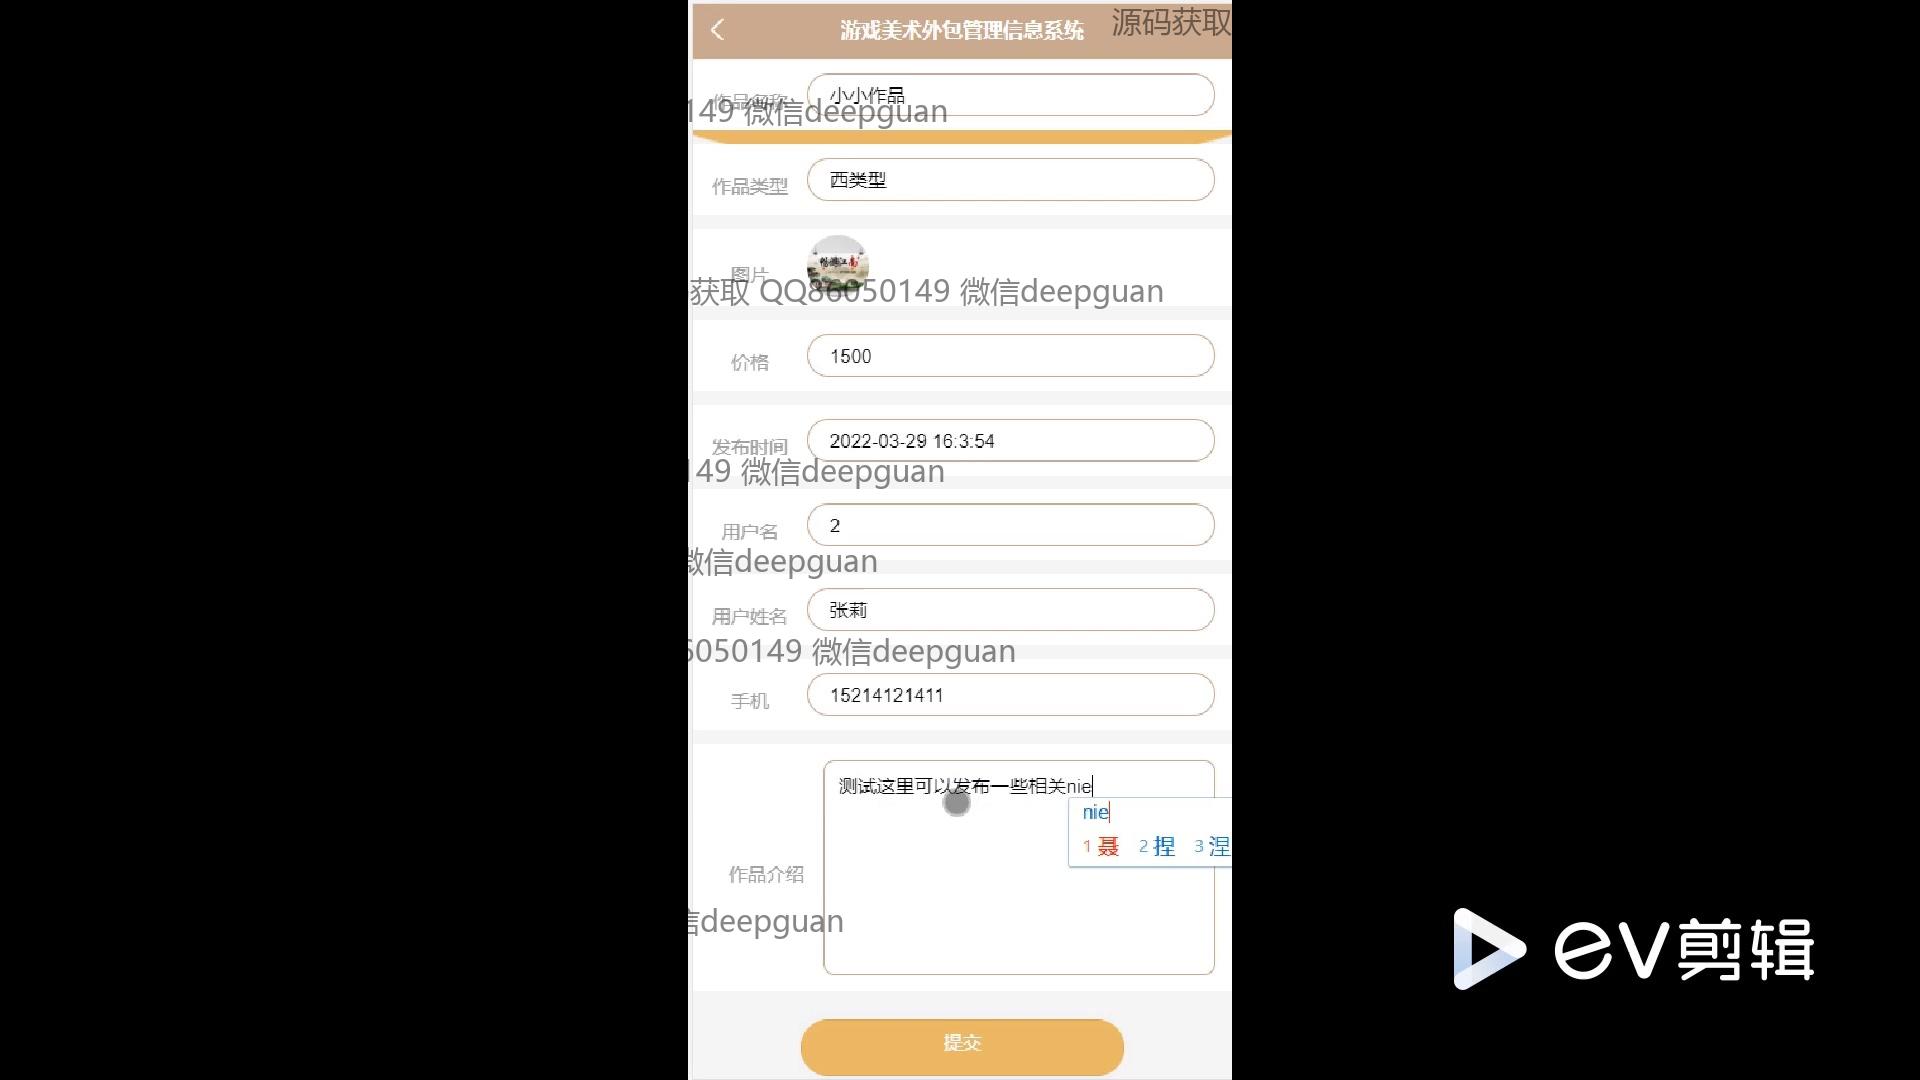 游戏美术外包管理信息系统
源码获取
作品名称
小小作品
149 微信deepguan
作品类型
西类型
图片
畅游江南
获取 QQ86050149 微信deepguan
价格
1500
发布时间
2022-03-29 16:3:54
149 微信deepguan
用户名
2
微信deepguan
用户姓名
张莉
6050149 微信deepguan
手机
15214121411
测试这里可以发布一些相关nie
nie
1 聂 2 捏 3 涅
作品介绍
信deepguan
提交
ev剪辑